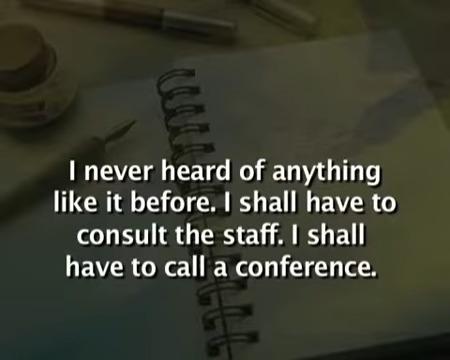 I never heard of anything
like it before. I shall have to
consult the staff. I shall
have to call a conference.